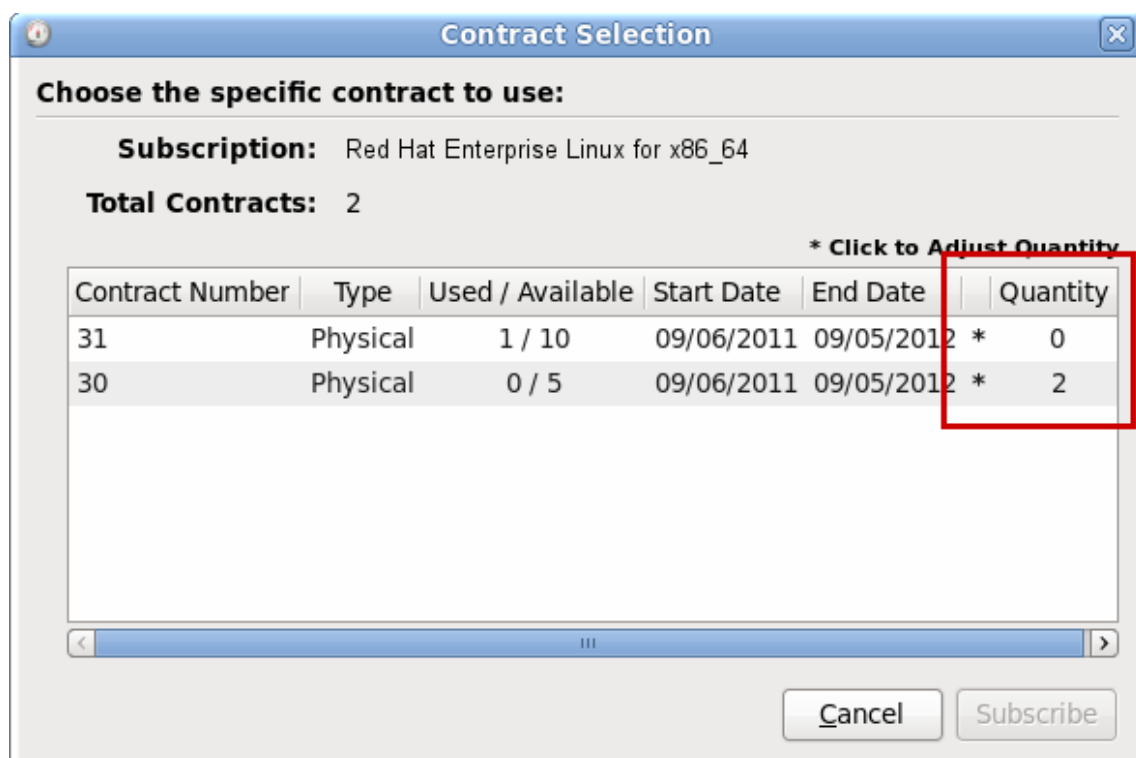 Contract Selection
Choose the specific contract to use:
Subscription: Red Hat Enterprise Linux for x86_64
Total Contracts: 2
* Click to Adjust Quantity
Contract Number Type Used / Available Start Date End Date Quantity
31 Physical 1 / 10 09/06/2011 09/05/2012 * 0
30 Physical 0 / 5 09/06/2011 09/05/2012 * 2
Cancel Subscribe